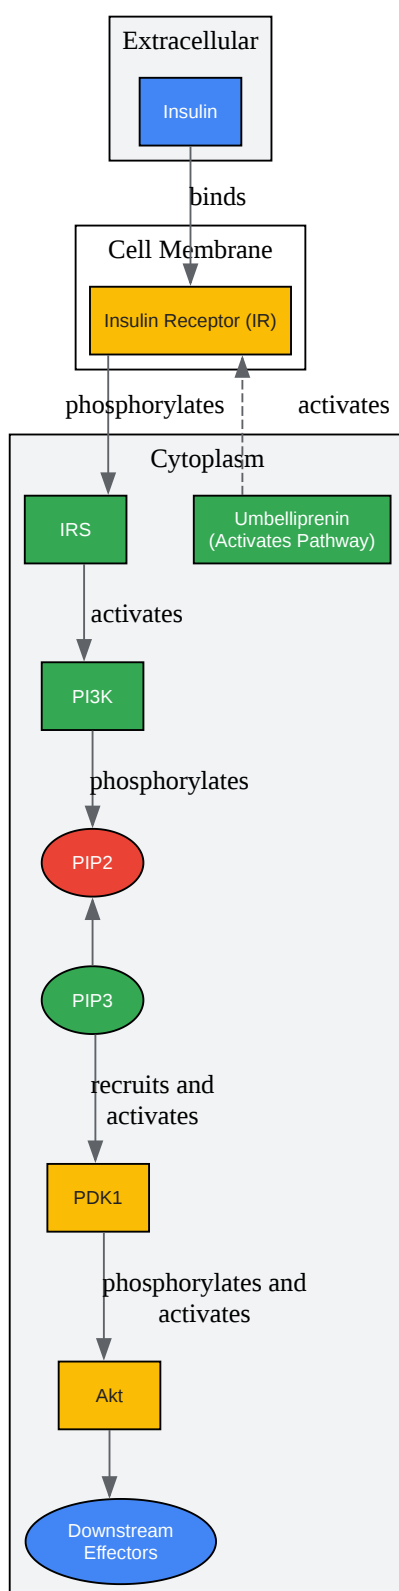 Extracellular
Insulin
binds
Cell Membrane
Insulin Receptor (IR)
phosphorylates
activates
Cytoplasm
IRS
Umbelliprenin
(Activates Pathway)
activates
PI3K
phosphorylates
PIP2
PIP3
recruits and
activates
PDK1
phosphorylates and
activates
Akt
Downstream
Effectors